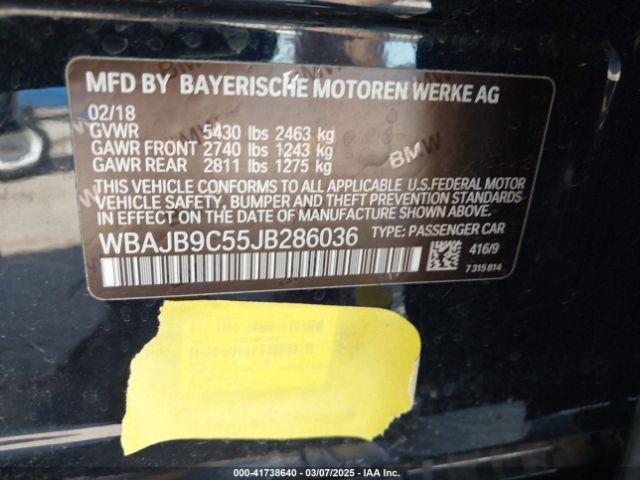 MFD BY BAYERISCHE MOTOREN WERKE AG
02/18
GVWR 5430 lbs 2463 kg
GAWR FRONT 2740 lbs 1243 kg
GAWR REAR 2811 lbs 1275 kg
BMW
THIS VEHICLE CONFORMS TO ALL APPLICABLE U.S.FEDERAL MOTOR
VEHICLE SAFETY, BUMPER AND THEFT PREVENTION STANDARDS
IN EFFECT ON THE DATE OF MANUFACTURE SHOWN ABOVE.
WBAJB9C55JB286036 TYPE: PASSENGER CAR
416/9
7 315 814
000-41738640 / 03/07/2025 - IAA Inc.